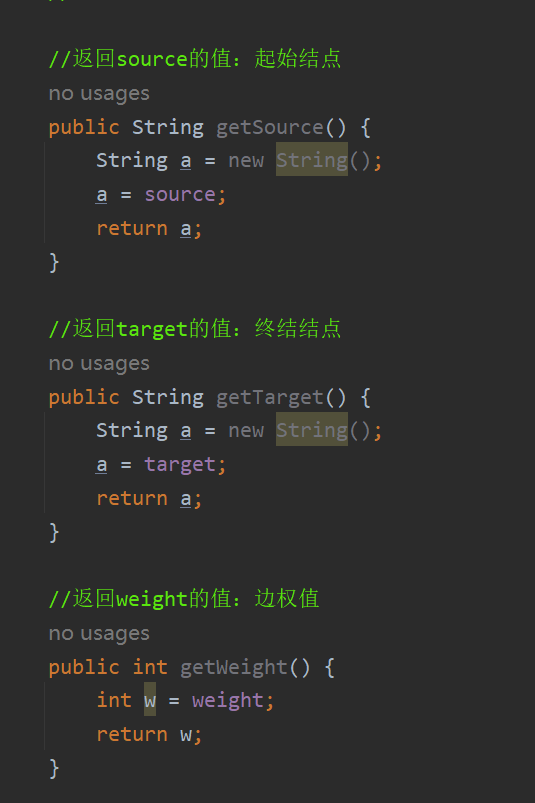 //返回source的值：起始结点
no usages
public String getSource() {
    String a = new String();
    a = source;
    return a;
}
//返回target的值：终结结点
no usages
public String getTarget() {
    String a = new String();
    a = target;
    return a;
}
//返回weight的值：边权值
no usages
public int getWeight() {
    int w = weight;
    return w;
}